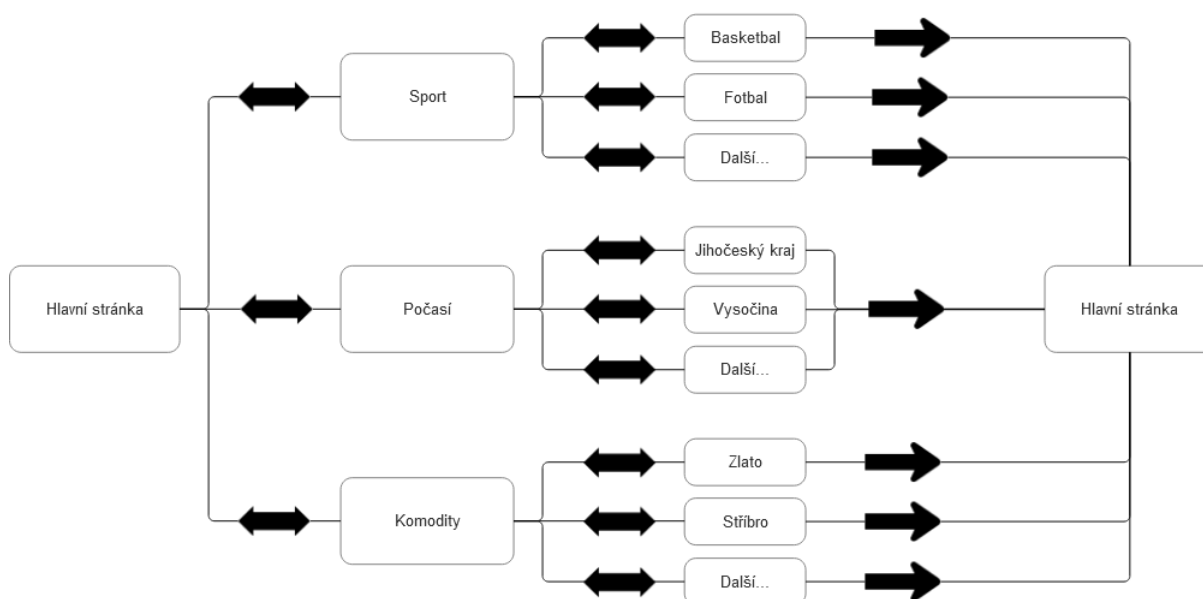 Basketbal
Sport
Fotbal
Další...
Jihočeský kraj
Hlavní stránka
Počasí
Vysočina
Hlavní stránka
Další...
Zlato
Komodity
Stříbro
Další...